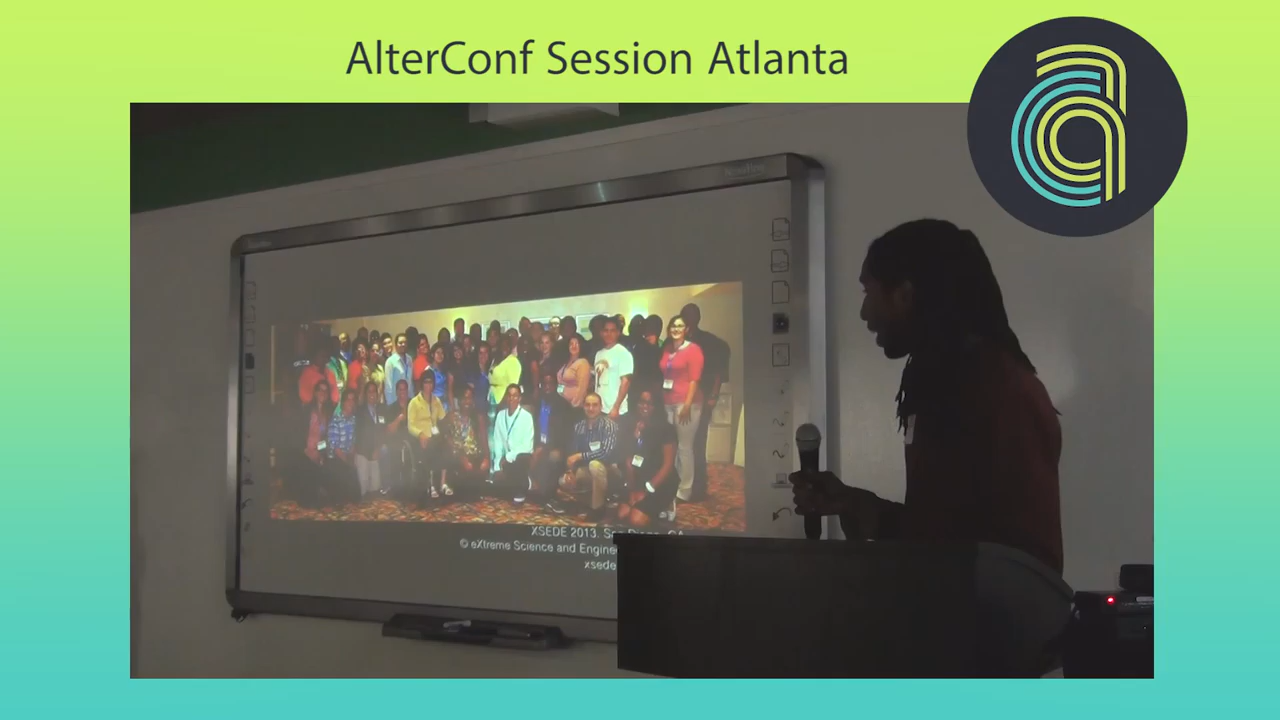 AlterConf Session Atlanta
XSEDE 2013. San Diego, CA
© eXtreme Science and Engine
xsede